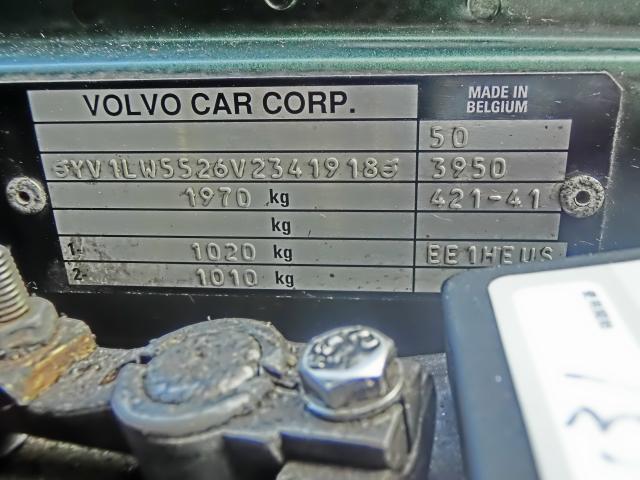 VOLVO CAR CORP.
MADE IN
BELGIUM
50
YV1LW5526V2341918
3950
1970 kg
421-41
kg
1- 1020 kg
EE1HEUS
2- 1010 kg